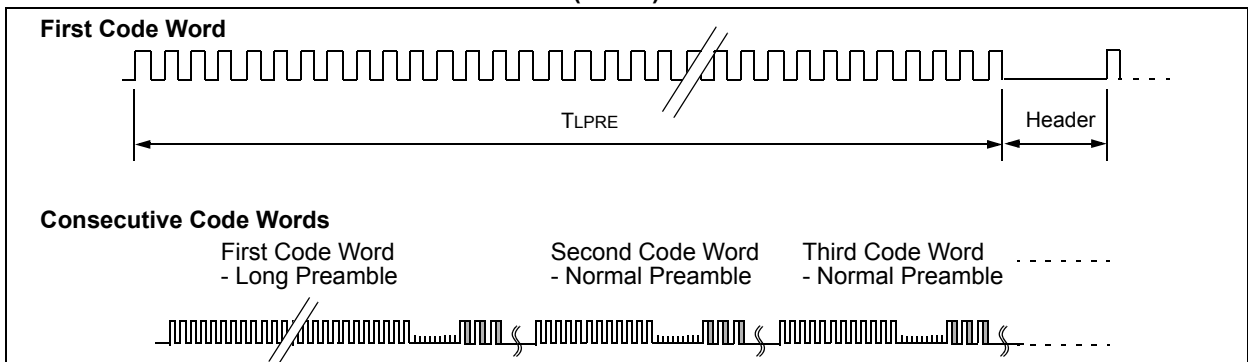 First Code Word
TLPRE
Header
Consecutive Code Words
First Code Word
- Long Preamble
Second Code Word
- Normal Preamble
Third Code Word
- Normal Preamble